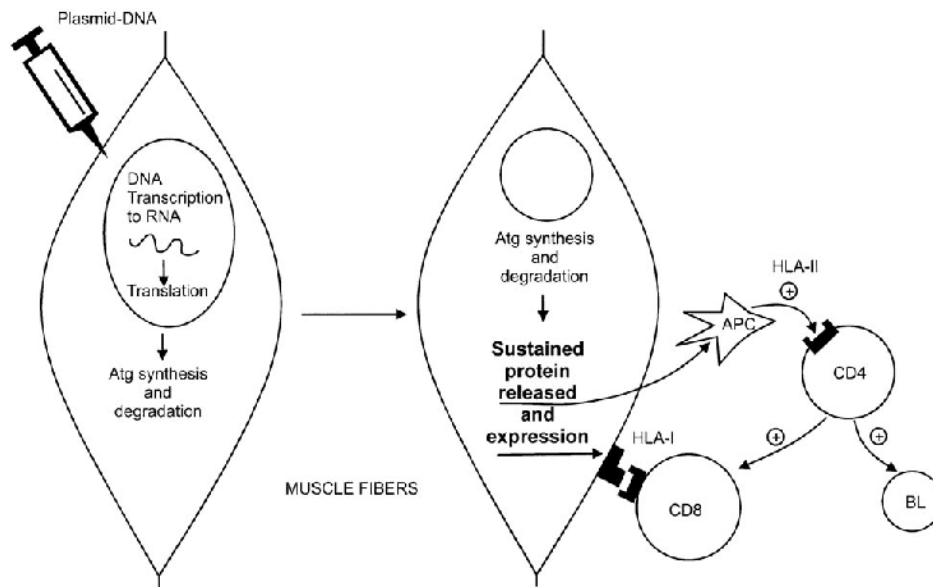 Plasmid-DNA
DNA
Transcription
to RNA
Translation
Atg synthesis
and
degradation
MUSCLE FIBERS
Atg synthesis
and
degradation
Sustained
protein
released
and
expression
HLA-I
CD8
APC
HLA-II
+
CD4
+
+
BL